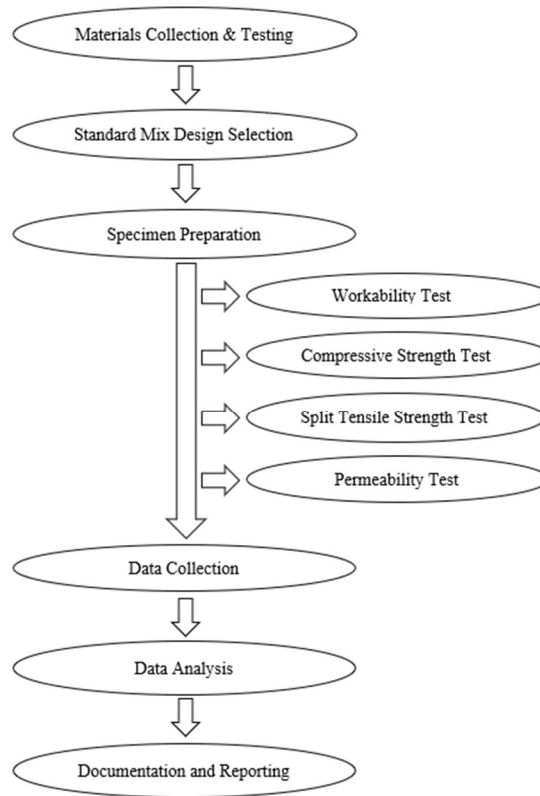 Materials Collection & Testing
Standard Mix Design Selection
Specimen Preparation
Workability Test
Compressive Strength Test
Split Tensile Strength Test
Permeability Test
Data Collection
Data Analysis
Documentation and Reporting